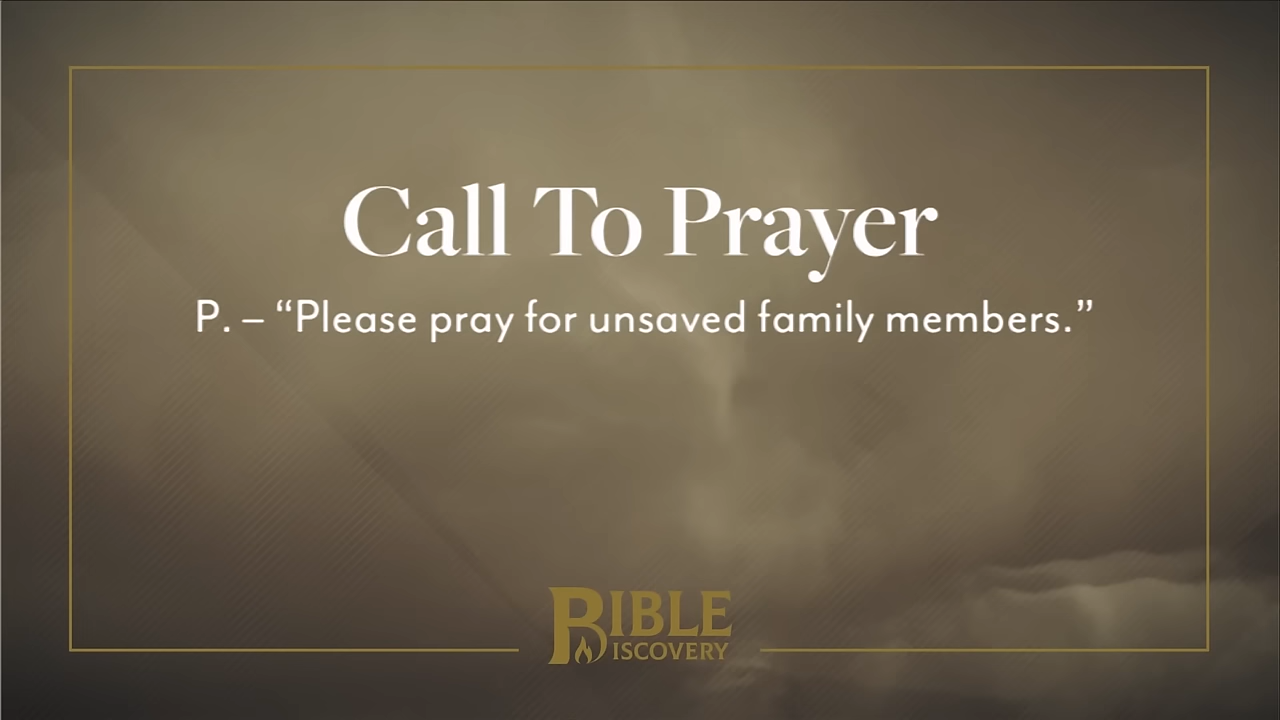 Call To Prayer
P. – “Please pray for unsaved family members.”
BIBLE
DISCOVERY